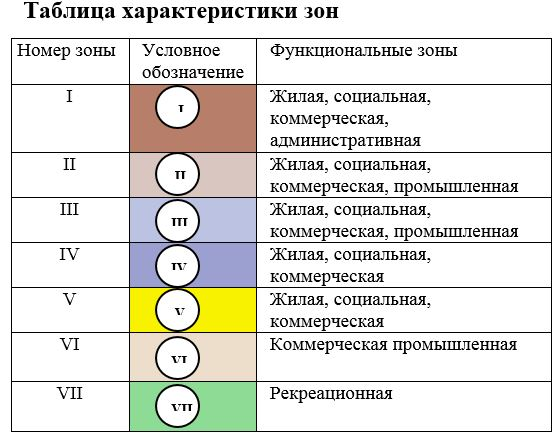 Таблица характеристики зон
Номер зоны
Условное
обозначение
Функциональные зоны
I
I
Жилая, социальная,
коммерческая,
административная
II
II
Жилая, социальная,
коммерческая, промышленная
III
III
Жилая, социальная,
коммерческая, промышленная
IV
IV
Жилая, социальная,
коммерческая
V
V
Жилая, социальная,
коммерческая
VI
VI
Коммерческая промышленная
VII
VII
Рекреационная